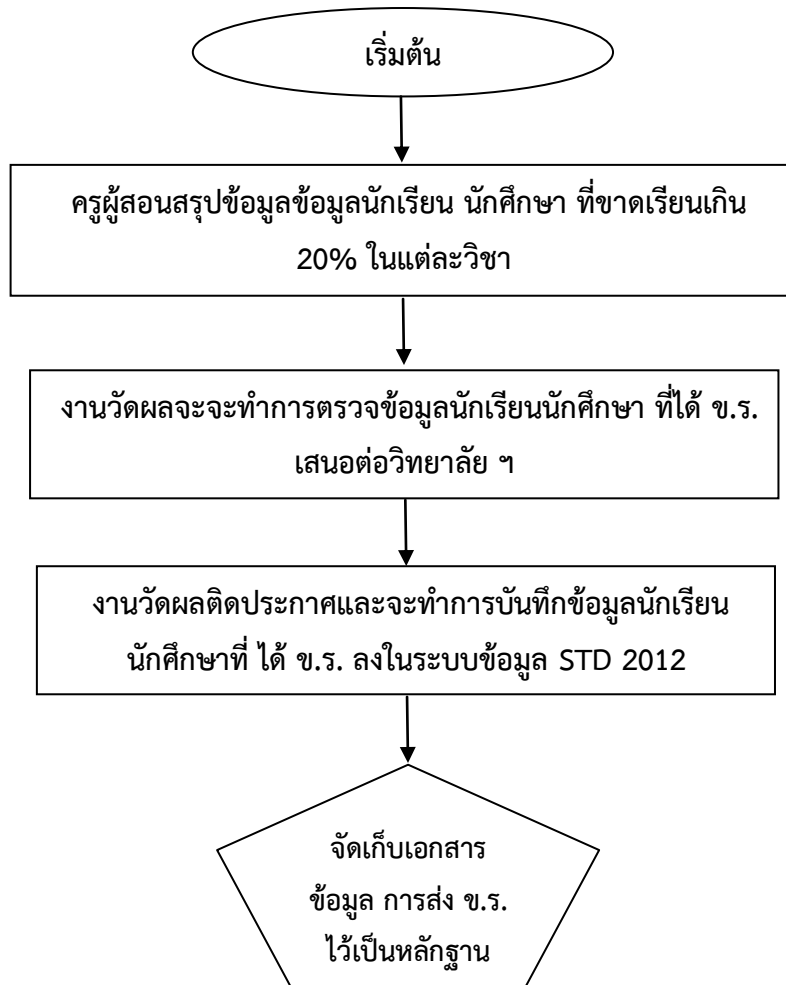 เริ่มต้น
ครูผู้สอนสรุปข้อมูลข้อมูลนักเรียน นักศึกษา ที่ขาดเรียนเกิน
20% ในแต่ละวิชา
งานวัดผลจะจะทำการตรวจข้อมูลนักเรียนนักศึกษา ที่ได้ ข.ร.
เสนอต่อวิทยาลัย ฯ
งานวัดผลติดประกาศและจะทำการบันทึกข้อมูลนักเรียน
นักศึกษาที่ ได้ ข.ร. ลงในระบบข้อมูล STD 2012
จัดเก็บเอกสาร
ข้อมูล การส่ง ข.ร.
ไว้เป็นหลักฐาน